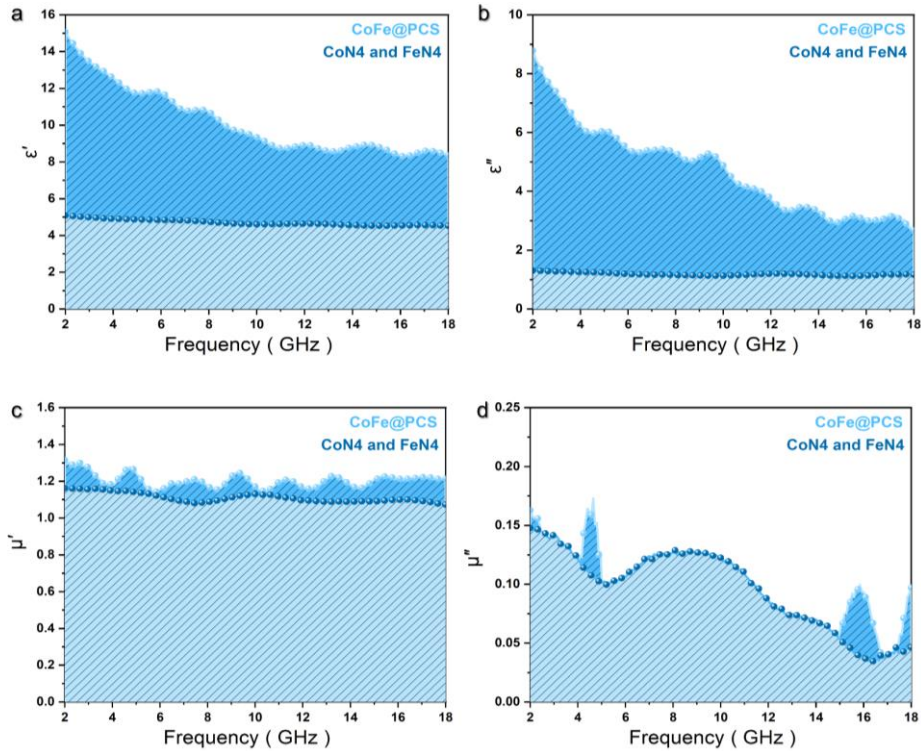 a
CoFe@PCS
CoN4 and FeN4
16
14
12
10
8
6
4
2
0
ε′
2 4 6 8 10 12 14 16 18
Frequency ( GHz )
b
CoFe@PCS
CoN4 and FeN4
10
8
6
4
2
0
ε″
2 4 6 8 10 12 14 16 18
Frequency ( GHz )
c
CoFe@PCS
CoN4 and FeN4
1.6
1.4
1.2
1.0
0.8
0.6
0.4
0.2
0.0
μ′
2 4 6 8 10 12 14 16 18
Frequency ( GHz )
d
CoFe@PCS
CoN4 and FeN4
0.25
0.20
0.15
0.10
0.05
0.00
μ″
2 4 6 8 10 12 14 16 18
Frequency ( GHz )